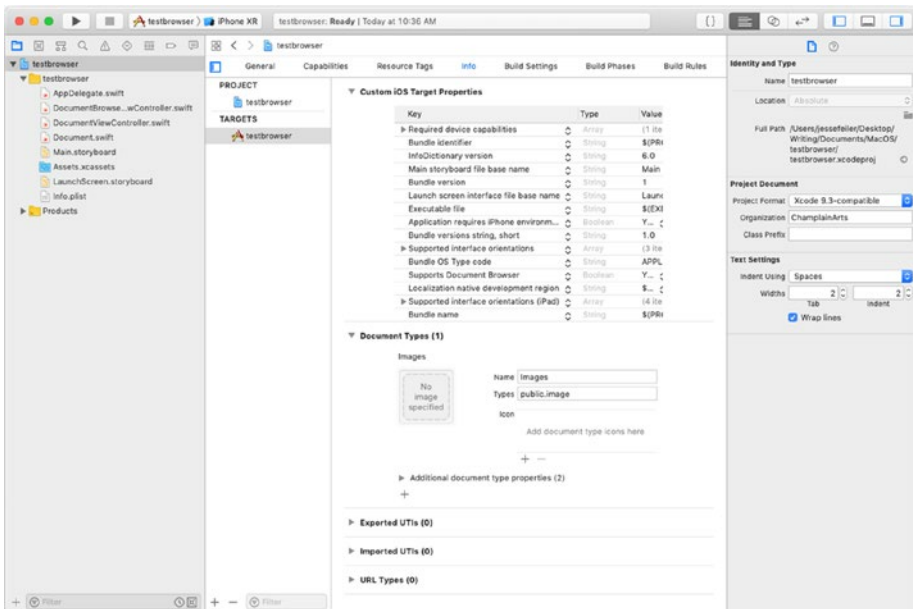 testbrowser
iPhone XR
testbrowser: Ready | Today at 10:36 AM
testbrowser
testbrowser
testbrowser
AppDelegate.swift
DocumentBrowse...wController.swift
DocumentViewController.swift
Document.swift
Main.storyboard
Assets.xcassets
LaunchScreen.storyboard
Info.plist
Products
Filter
General Capabilities Resource Tags Info Build Settings Build Phases Build Rules
PROJECT
testbrowser
TARGETS
testbrowser
Filter
Custom iOS Target Properties
Key Type Value
Required device capabilities Array (1 ite
Bundle identifier String $(PR
InfoDictionary version String 6.0
Main storyboard file base name String Main
Bundle version String 1
Launch screen interface file base name String Laun
Executable file String $(EX
Application requires iPhone environm... Boolean Y...
Bundle versions string, short String 1.0
Supported interface orientations Array (3 ite
Bundle OS Type code String APPL
Supports Document Browser Boolean Y...
Localization native development region String $...
Supported interface orientations (iPad) Array (4 ite
Bundle name String $(PR
Document Types (1)
Images
No
image
specified
Name Images
Types public.image
Icon
Add document type icons here
Additional document type properties (2)
Exported UTIs (0)
Imported UTIs (0)
URL Types (0)
Identity and Type
Name testbrowser
Location Absolute
Full Path /Users/jessefeiler/Desktop/
Writing/Documents/MacOS/
testbrowser/
testbrowser.xcodeproj
Project Document
Project Format Xcode 9.3-compatible
Organization ChamplainArts
Class Prefix
Text Settings
Indent Using Spaces
Widths 2 2
Tab Indent
Wrap lines